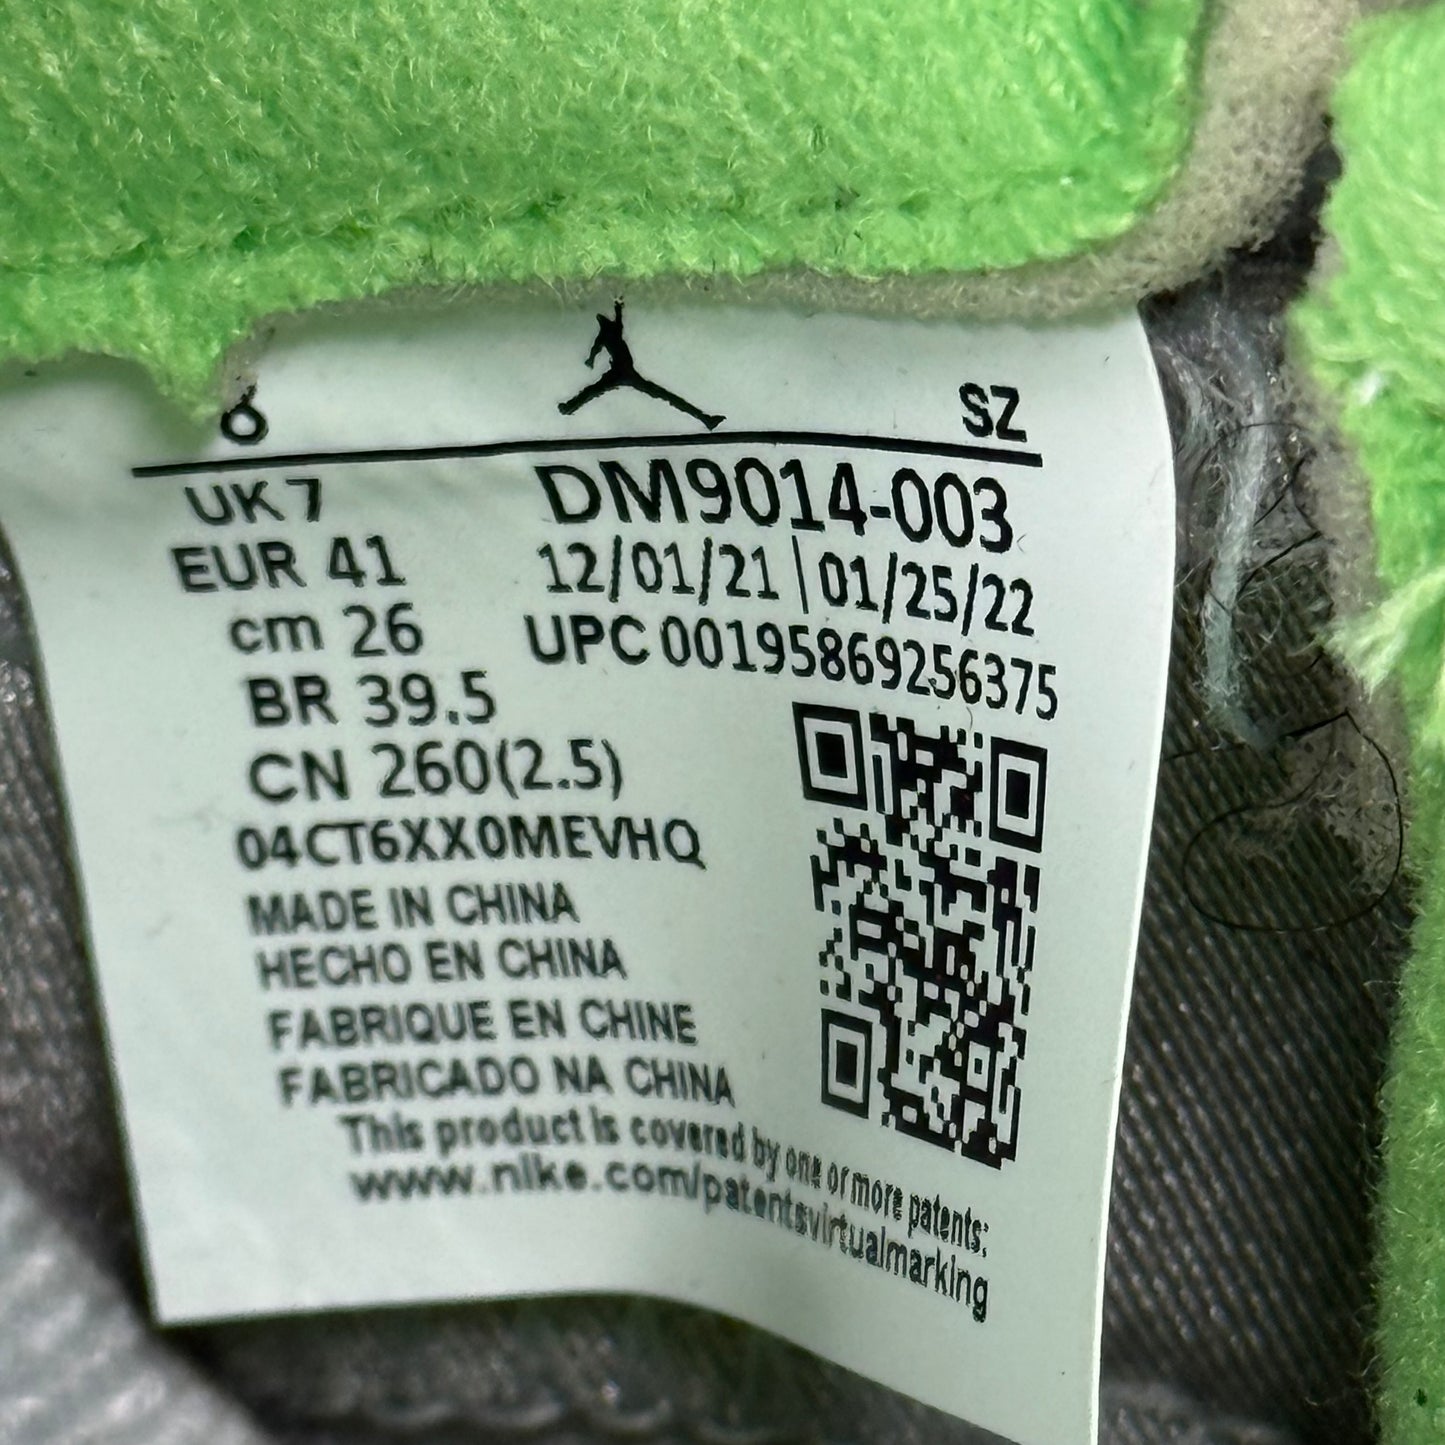 SZ
UK 7
DM9014-003
EUR 41
12/01/21 | 01/25/22
cm 26
UPC 00195869256375
BR 39.5
CN 260(2.5)
04CT6XX0MEVHQ
MADE IN CHINA
HECHO EN CHINA
FABRIQUE EN CHINE
FABRICADO NA CHINA
This product is covered by one or more patents:
www.nike.com/patentsvirtualmarking